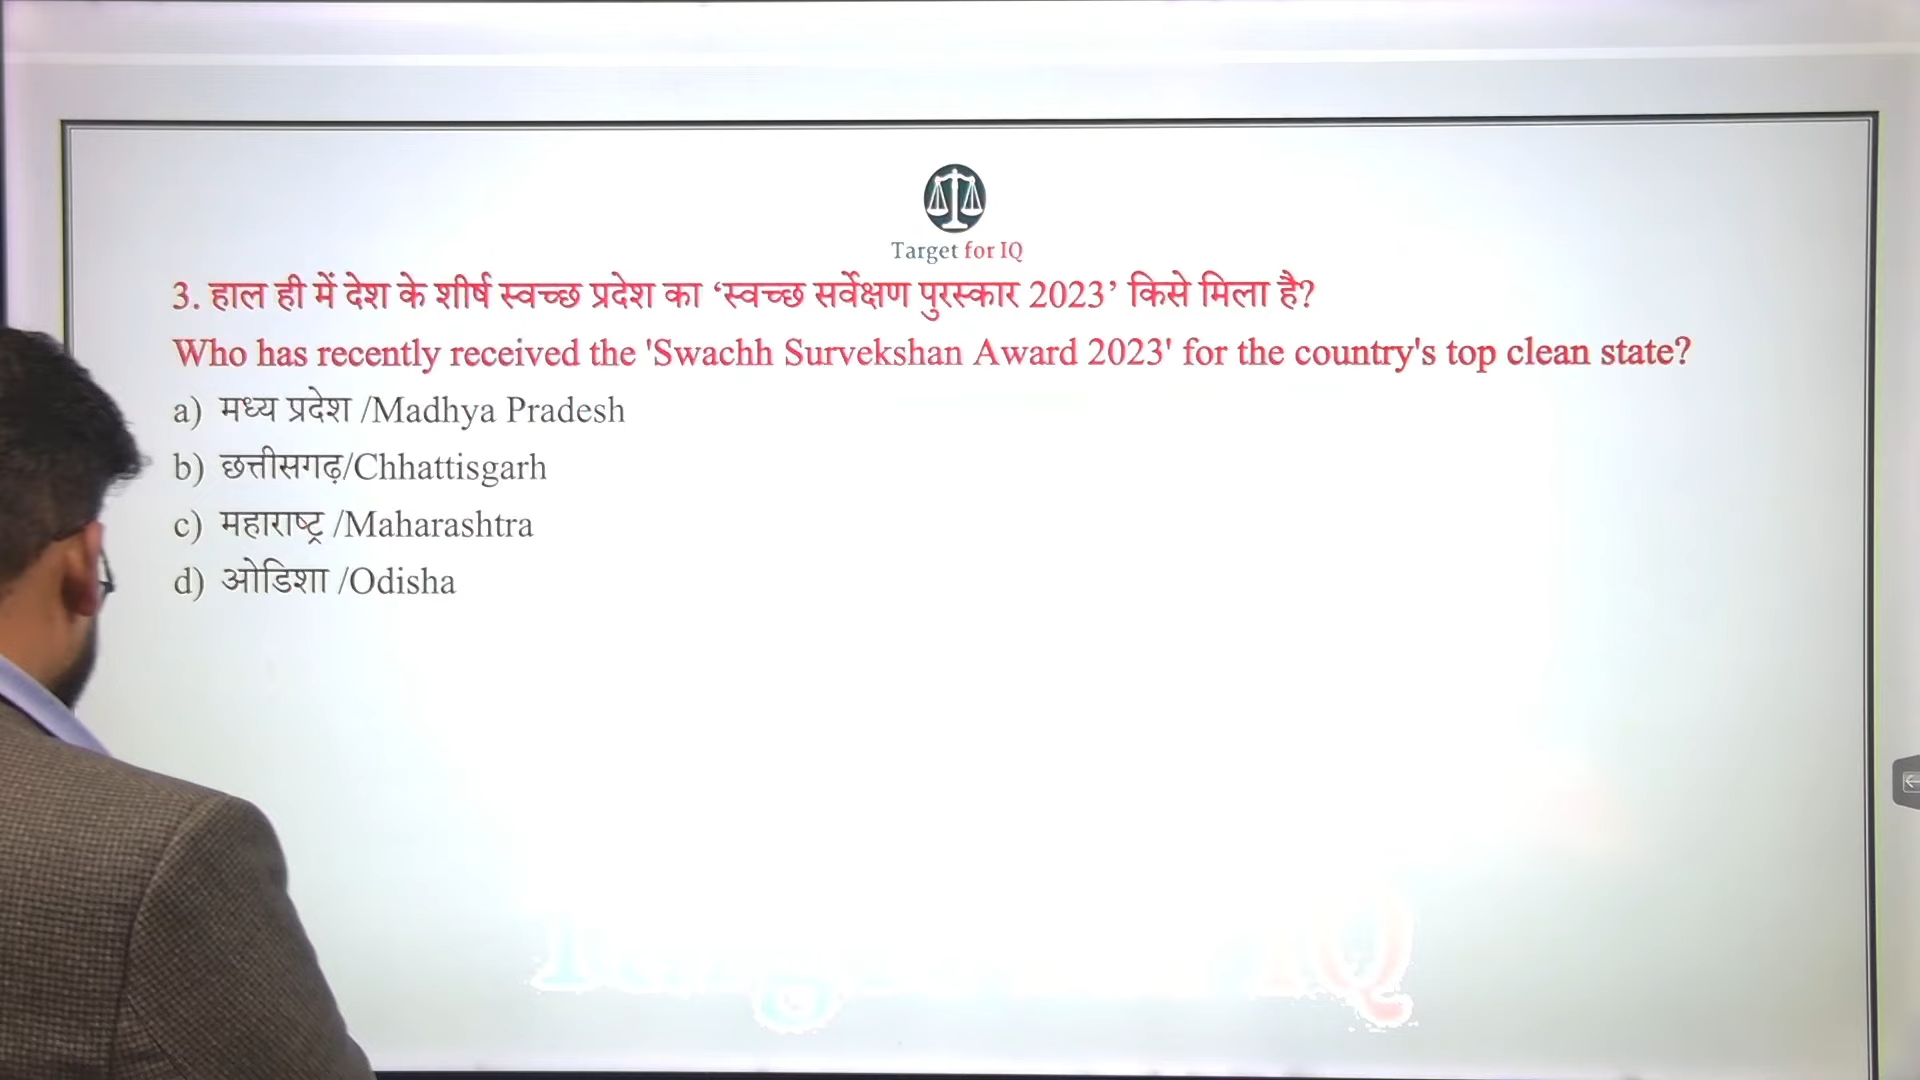 Target for IQ
3. हाल ही में देश के शीर्ष स्वच्छ प्रदेश का ‘स्वच्छ सर्वेक्षण पुरस्कार 2023’ किसे मिला है?
Who has recently received the 'Swachh Survekshan Award 2023' for the country's top clean state?
a) मध्य प्रदेश /Madhya Pradesh
b) छत्तीसगढ़/Chhattisgarh
c) महाराष्ट्र /Maharashtra
d) ओडिशा /Odisha